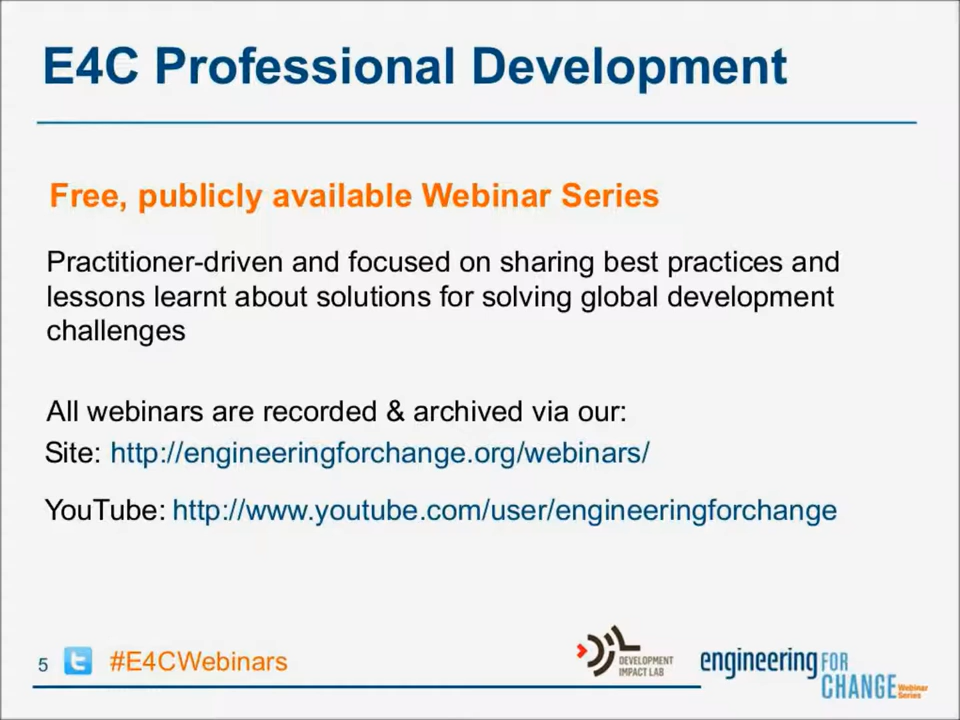 E4C Professional Development
Free, publicly available Webinar Series
Practitioner-driven and focused on sharing best practices and
lessons learnt about solutions for solving global development
challenges
All webinars are recorded & archived via our:
Site: http://engineeringforchange.org/webinars/
YouTube: http://www.youtube.com/user/engineeringforchange
5
#E4CWebinars
DEVELOPMENT
IMPACT LAB
engineering FOR
CHANGE
Webinar
Series